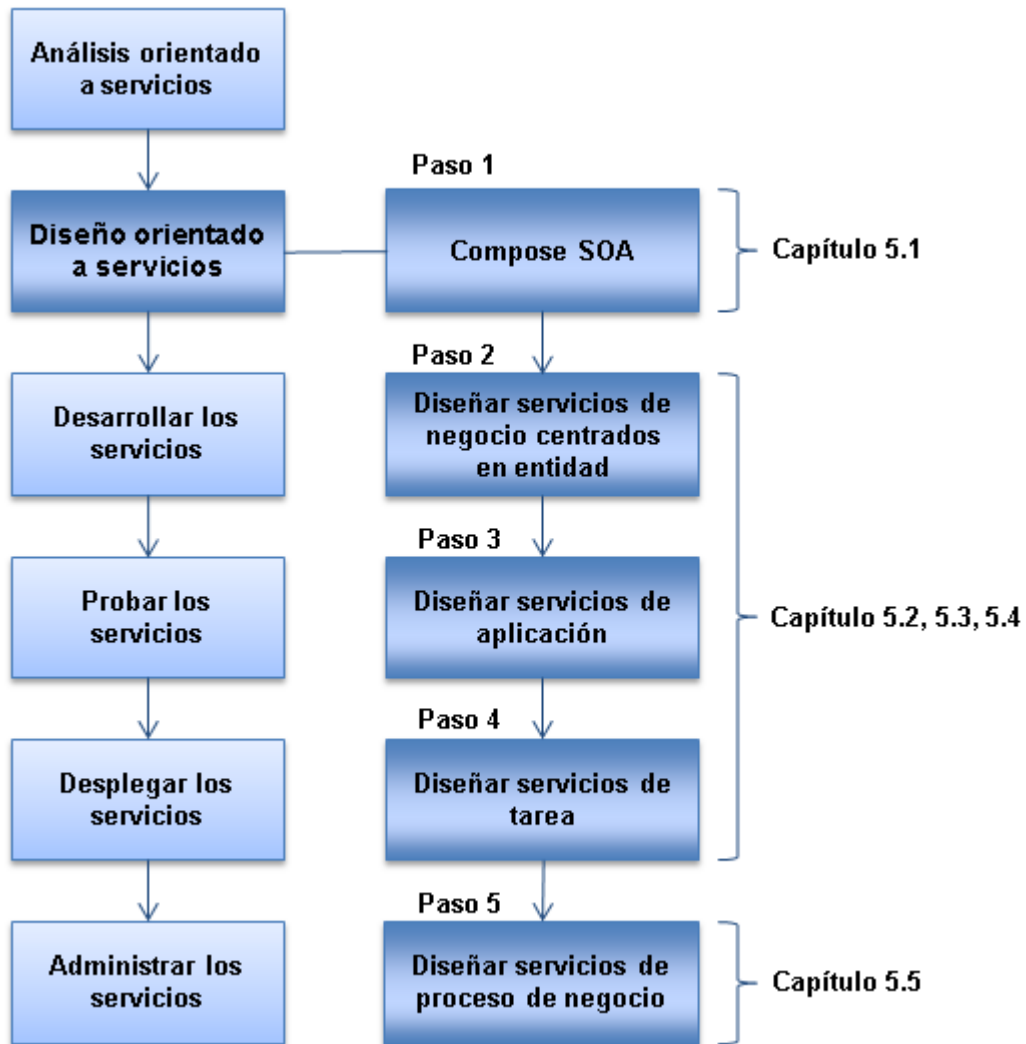 Análisis orientado
a servicios
Diseño orientado
a servicios
Desarrollar los
servicios
Probar los
servicios
Desplegar los
servicios
Administrar los
servicios
Paso 1
Compose SOA
Capítulo 5.1
Paso 2
Diseñar servicios de
negocio centrados
en entidad
Paso 3
Diseñar servicios de
aplicación
Paso 4
Diseñar servicios de
tarea
Capítulo 5.2, 5.3, 5.4
Paso 5
Diseñar servicios de
proceso de negocio
Capítulo 5.5